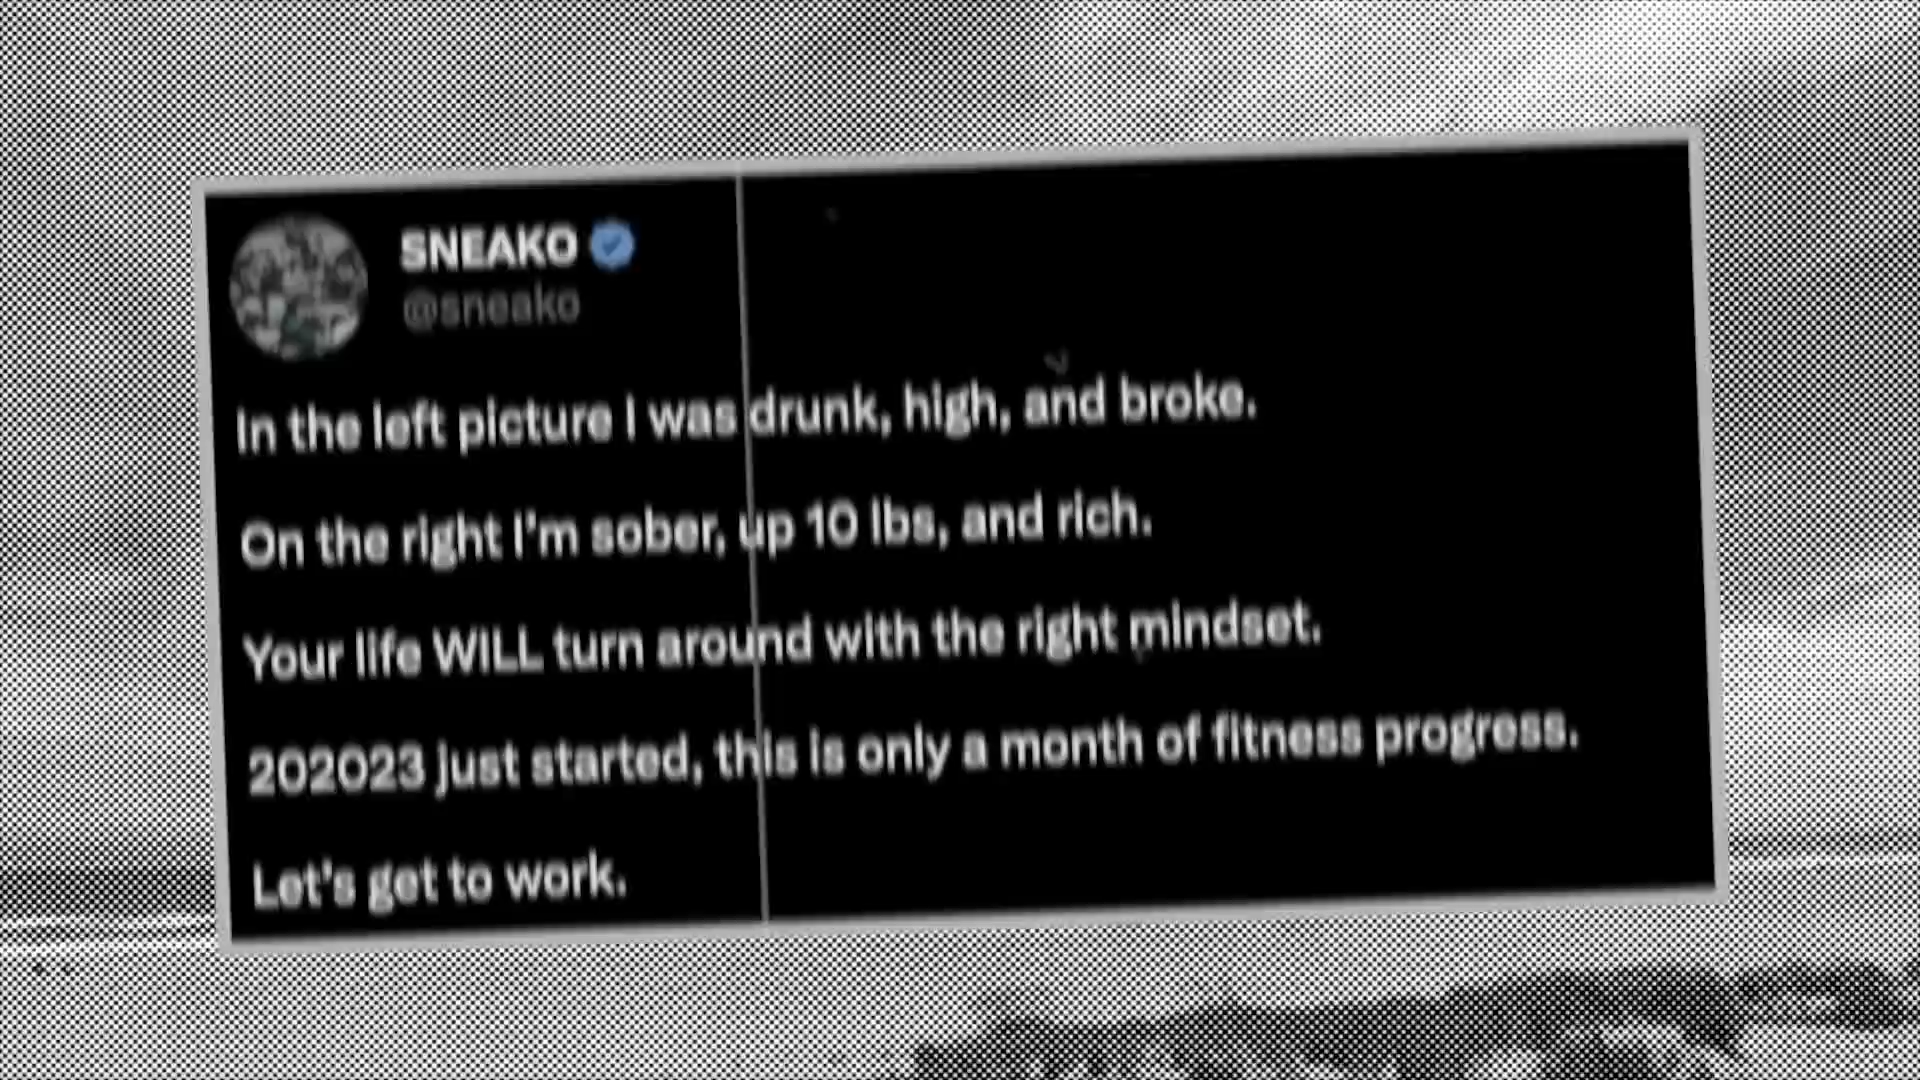 SNEAKO
@sneako
In the left picture I was drunk, high, and broke.
On the right I'm sober, up 10 lbs, and rich.
Your life WILL turn around with the right mindset.
202023 just started, this is only a month of fitness progress.
Let's get to work.